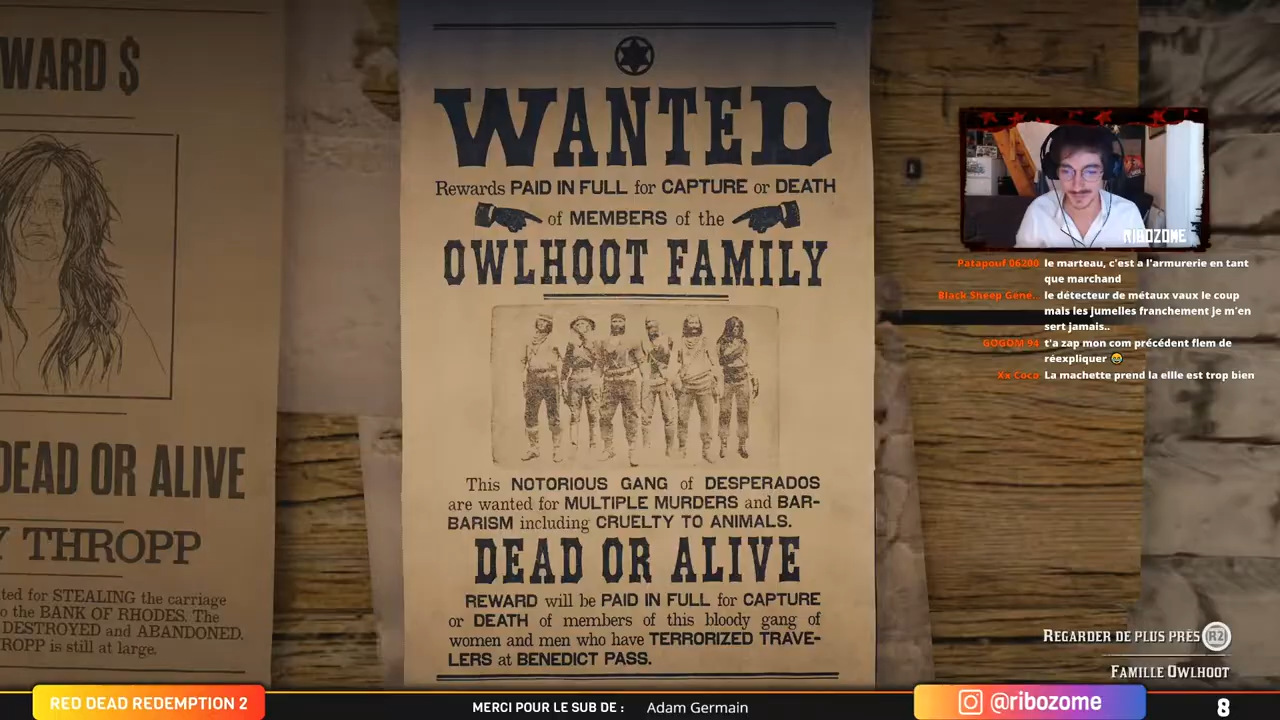 WARD $
DEAD OR ALIVE
Y THROPP
ted for STEALING the carriage
o the BANK OF RHODES. The
DESTROYED and ABANDONED.
ROPP is still at large.
WANTED
Rewards PAID IN FULL for CAPTURE or DEATH
of MEMBERS of the
OWLHOOT FAMILY
This NOTORIOUS GANG of DESPERADOS
are wanted for MULTIPLE MURDERS and BAR-
BARISM including CRUELTY TO ANIMALS.
DEAD OR ALIVE
REWARD will be PAID IN FULL for CAPTURE
or DEATH of members of this bloody gang of
women and men who have TERRORIZED TRAVE-
LERS at BENEDICT PASS.
RIBOZOME
Patapouf 06200 le marteau, c'est a l'armurerie en tant
que marchand
Black Sheep Gene.. le détecteur de métaux vaux le coup
mais les jumelles franchement je m'en
sert jamais..
GOGOM 94 t'a zap mon com précédent flem de
réexpliquer 😂
Xx Coco La machette prend la ellle est trop bien
REGARDER DE PLUS PRÈS R2
FAMILLE OWLHOOT
RED DEAD REDEMPTION 2
MERCI POUR LE SUB DE : Adam Germain
@ribozome
8